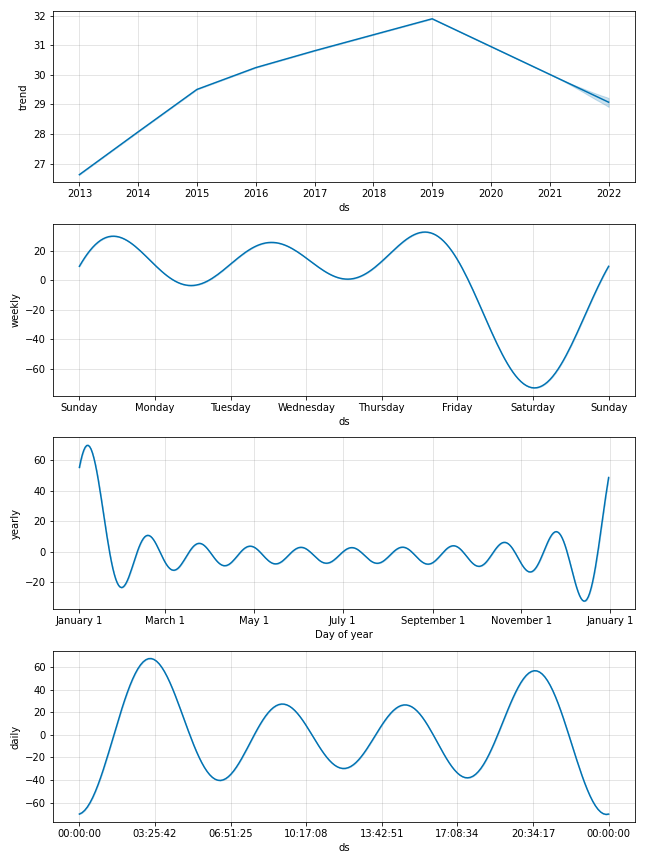 32
31
30
29
28
27
trend
2013 2014 2015 2016 2017 2018 2019 2020 2021 2022
ds
20
0
−20
−40
−60
weekly
Sunday Monday Tuesday Wednesday Thursday Friday Saturday Sunday
ds
60
40
20
0
−20
yearly
January 1 March 1 May 1 July 1 September 1 November 1 January 1
Day of year
60
40
20
0
−20
−40
−60
daily
00:00:00 03:25:42 06:51:25 10:17:08 13:42:51 17:08:34 20:34:17 00:00:00
ds